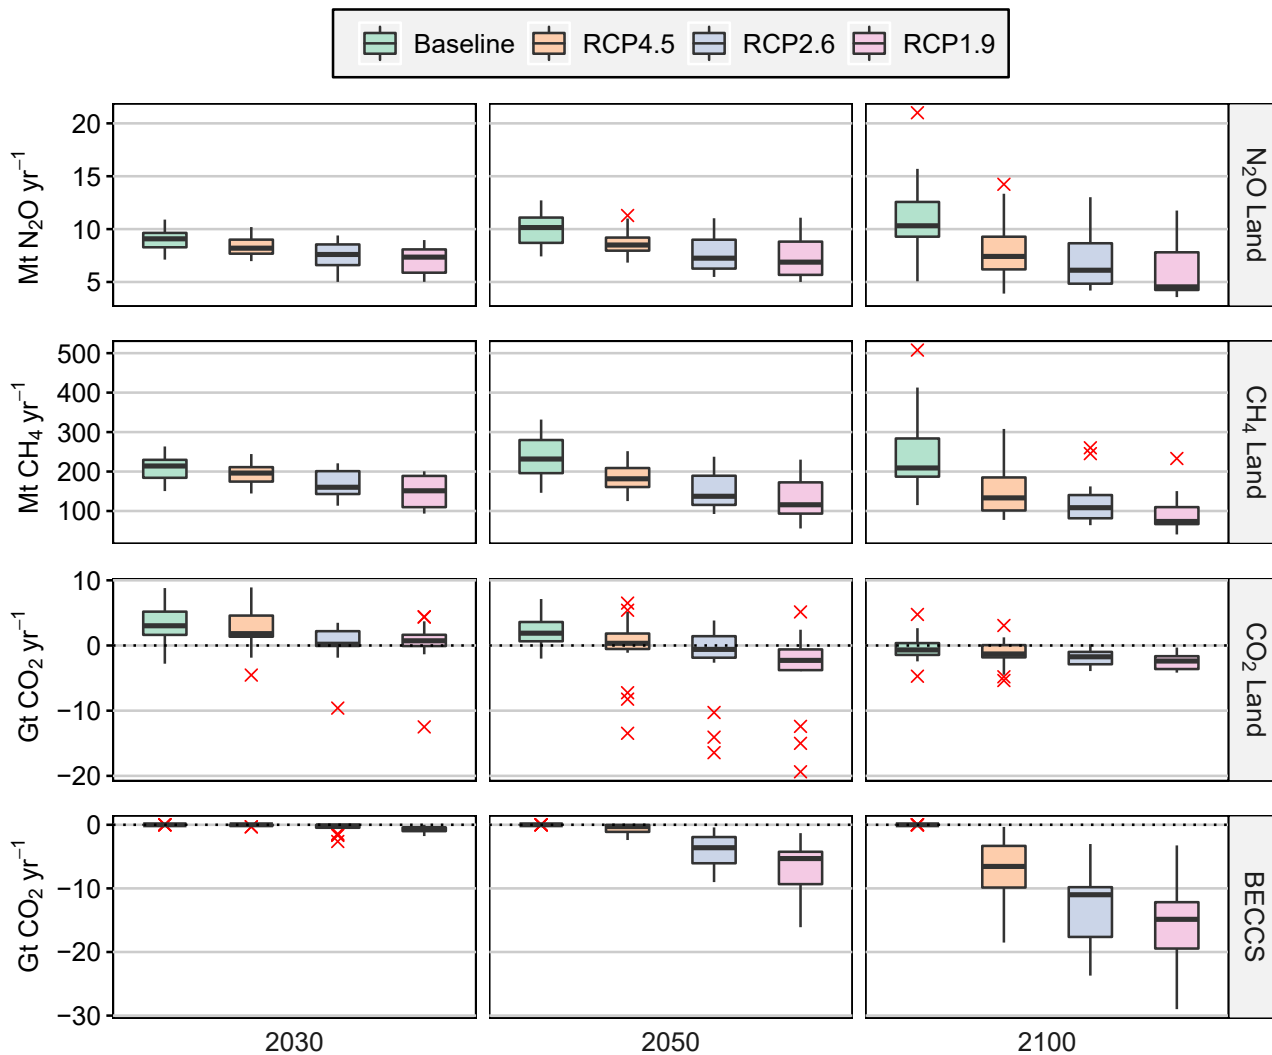 Baseline RCP4.5 RCP2.6 RCP1.9
Mt N₂O yr⁻¹
20
15
10
5
N₂O Land
Mt CH₄ yr⁻¹
500
400
300
200
100
CH₄ Land
Gt CO₂ yr⁻¹
10
0
−10
−20
CO₂ Land
Gt CO₂ yr⁻¹
0
−10
−20
−30
BECCS
2030 2050 2100